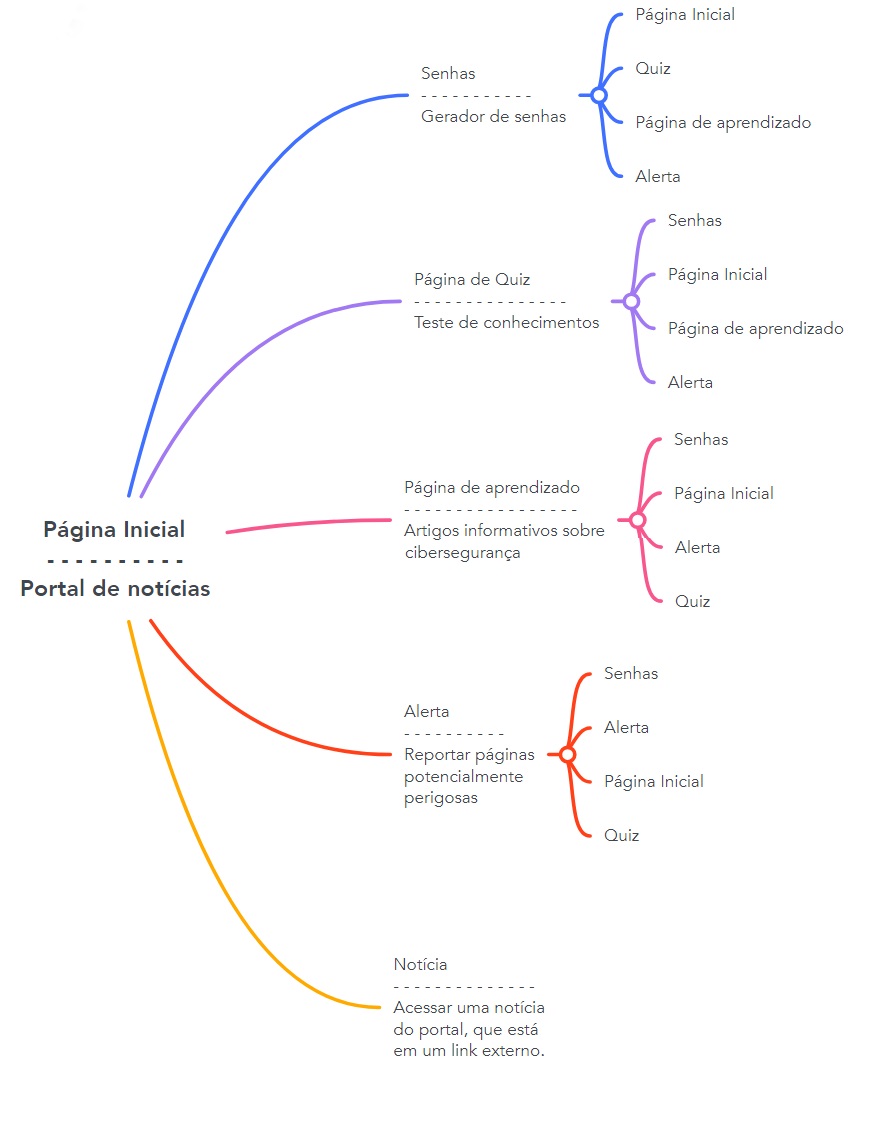 Página Inicial
- - - - - - - - - -
Portal de notícias
Senhas
- - - - - - - - - - -
Gerador de senhas
Página Inicial
Quiz
Página de aprendizado
Alerta
Página de Quiz
- - - - - - - - - - - - - - -
Teste de conhecimentos
Senhas
Página Inicial
Página de aprendizado
Alerta
Página de aprendizado
- - - - - - - - - - - - - - - - -
Artigos informativos sobre
cibersegurança
Senhas
Página Inicial
Alerta
Quiz
Alerta
- - - - - - - - - -
Reportar páginas
potencialmente
perigosas
Senhas
Alerta
Página Inicial
Quiz
Notícia
- - - - - - - - - - - - - -
Acessar uma notícia
do portal, que está
em um link externo.